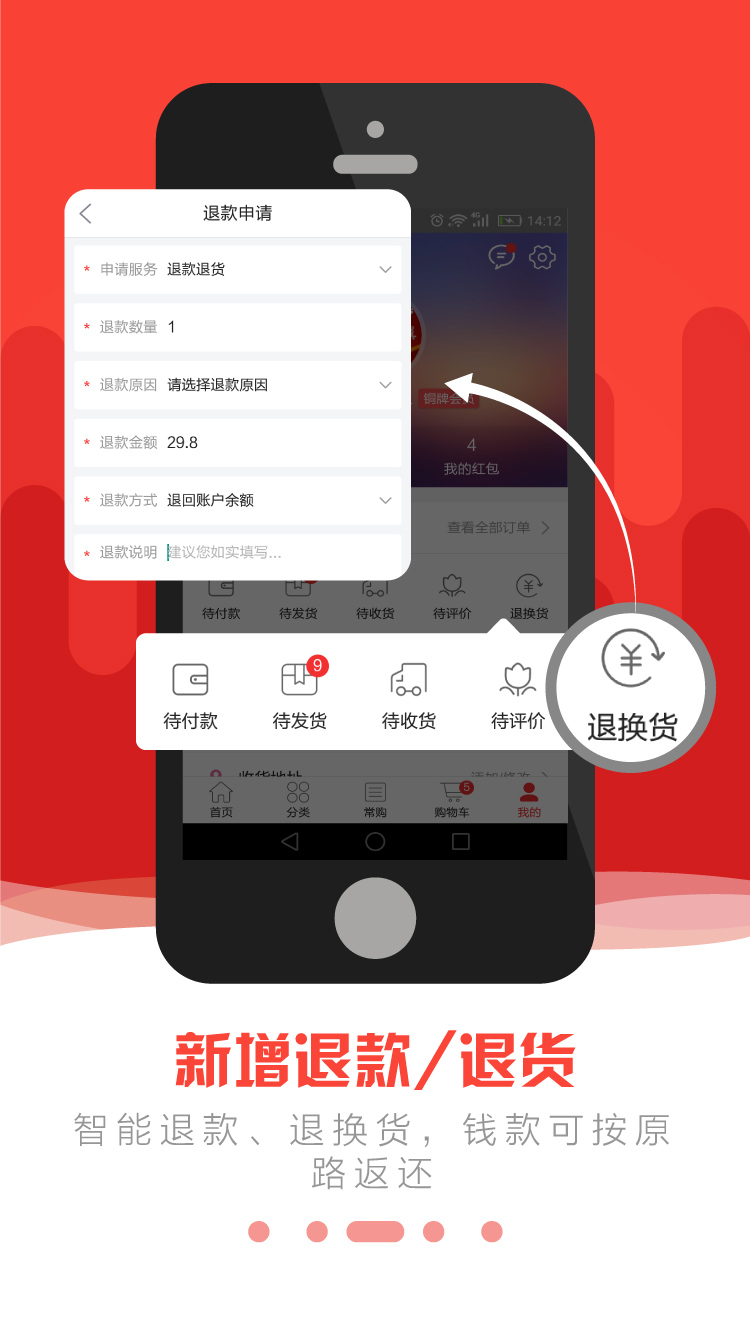 退款申请
* 申请服务 退款退货
* 退款数量 1
* 退款原因 请选择退款原因
* 退款金额 29.8
* 退款方式 退回账户余额
* 退款说明 建议您如实填写...
4G 14:12
铜牌会员
4
我的红包
查看全部订单
待付款 待发货 待收货 待评价 退换货
9
待付款 待发货 待收货 待评价 ¥ 退换货
收货地址 添加/修改
5
首页 分类 常购 购物车 我的
新增退款/退货
智能退款、退换货，钱款可按原
路返还